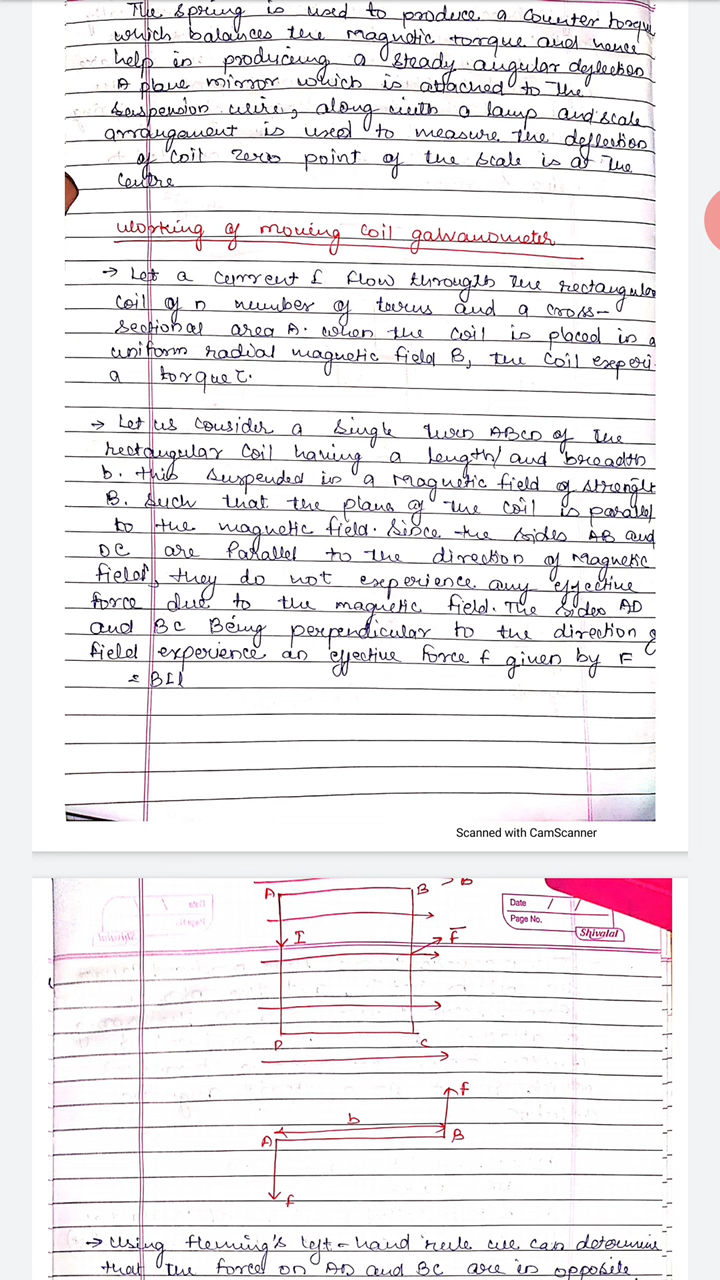 The spring is used to produce a counter torque
which balances the magnetic torque and hence
help in producing a steady angular deflection
A plane mirror which is attached to the
suspension wire, along with a lamp and scale
arrangement is used to measure the deflection
of coil zero point of the scale is at the
centre
Working of moving coil galvanometer
→ Let a current I flow through the rectangular
coil of n number of turns and a cross-
sectional area A. when the coil is placed in a
uniform radial magnetic field B, the coil experi
a torque τ.
→ Let us consider a single turn ABCD of the
rectangular coil having a length l and breadth
b. this suspended in a magnetic field of strength
B. such that the plane of the coil is parallel
to the magnetic field. Since the sides AB and
DC are parallel to the direction of magnetic
field, they do not experience any effective
force due to the magnetic field. The sides AD
and BC Being perpendicular to the direction of
field experience an effective force f given by F
= BIl
Scanned with CamScanner
A B → B
Date / /
Page No.
Shivalal
I F
D C
f
b
A B
f
→ Using fleming's left-hand rule we can determine
that the forces on AD and BC are in opposite